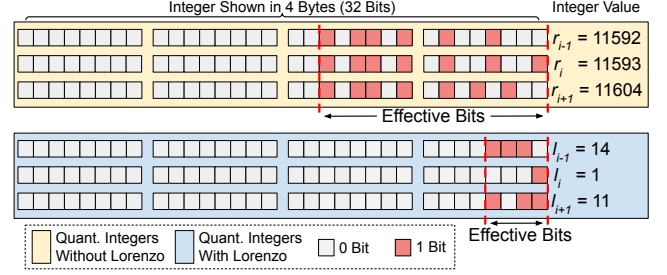 Integer Shown in 4 Bytes (32 Bits) Integer Value
r_{i-1} = 11592
r_i = 11593
r_{i+1} = 11604
Effective Bits
l_{i-1} = 14
l_i = 1
l_{i+1} = 11
Effective Bits
Quant. Integers Without Lorenzo
Quant. Integers With Lorenzo
0 Bit
1 Bit